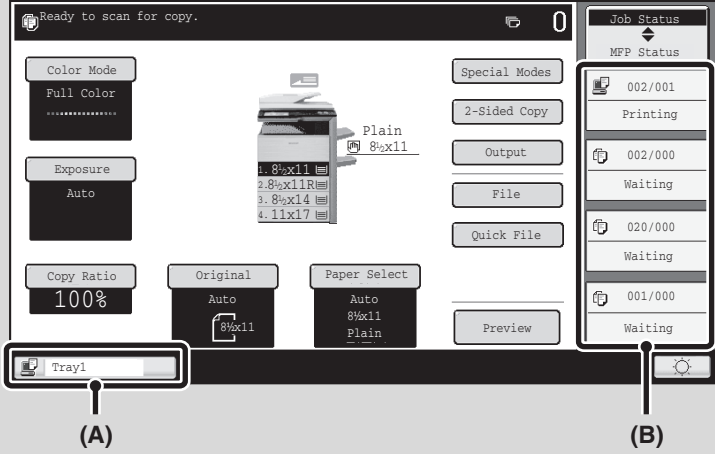 Ready to scan for copy.
0
Job Status
MFP Status
Color Mode
Full Color
Exposure
Auto
Copy Ratio
100%
Original
Auto
8½x11
Paper Select
Auto
8½x11
Plain
Plain
8½x11
1. 8½x11
2. 8½x11R
3. 8½x14
4. 11x17
Special Modes
2-Sided Copy
Output
File
Quick File
Preview
002/001
Printing
002/000
Waiting
020/000
Waiting
001/000
Waiting
Tray1
(A)
(B)